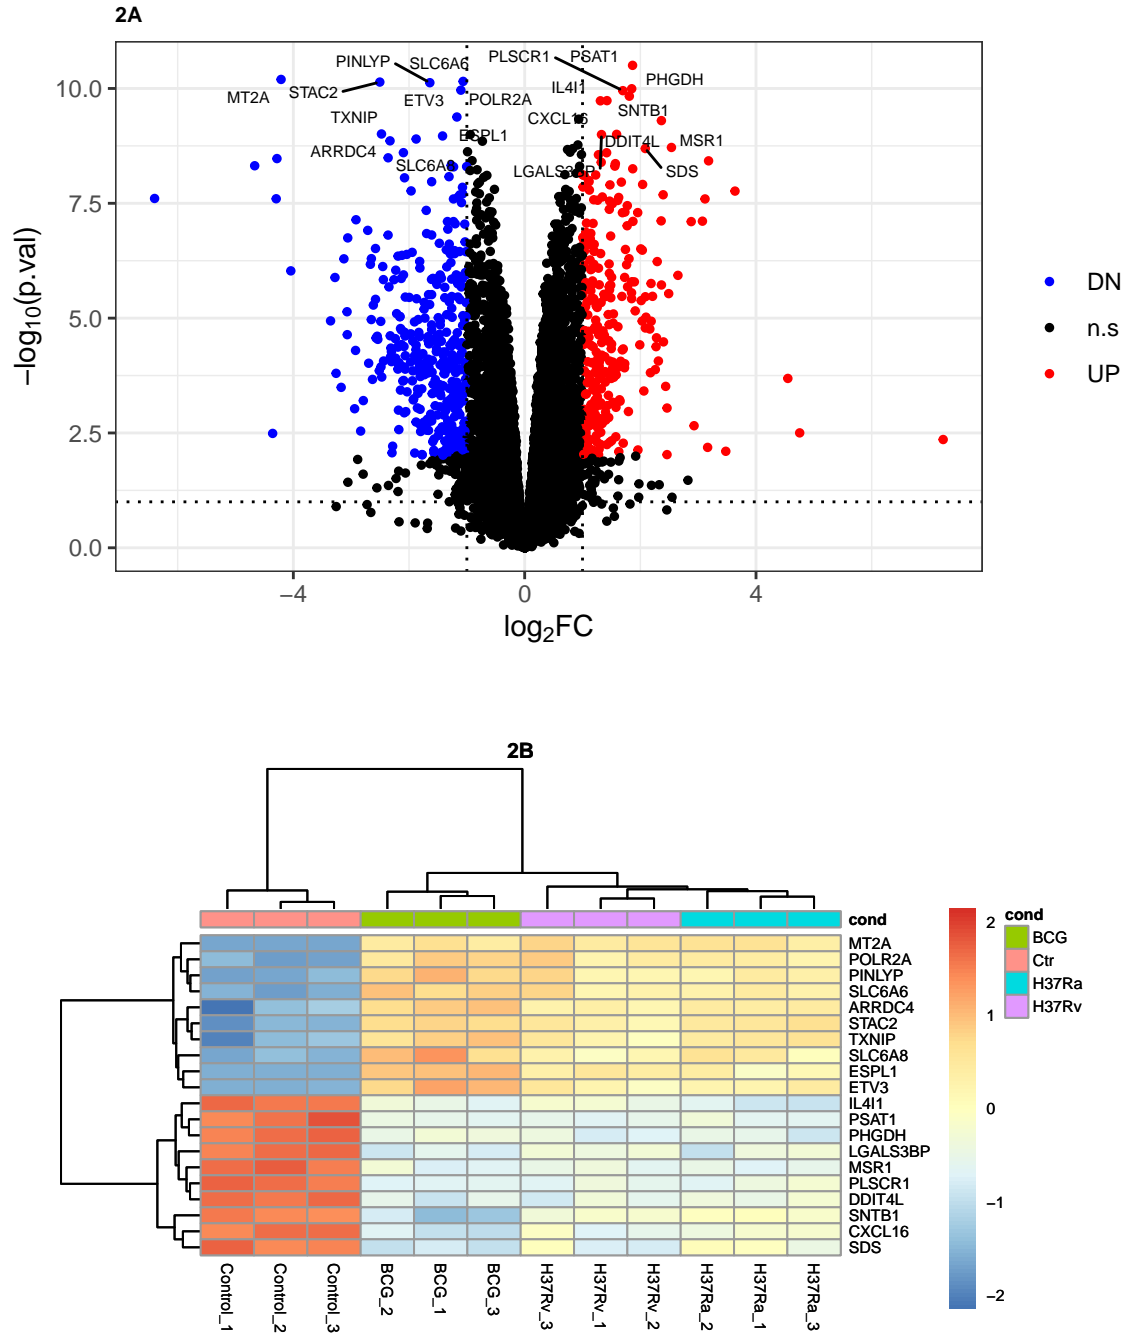 2A
PLSCR1 PSAT1
PINLYP SLC6A6
PHGDH
STAC2 IL4I1
MT2A ETV3 POLR2A
TXNIP CXCL16 SNTB1
ESPL1 DDIT4L MSR1
ARRDC4
SLC6A8 LGALS3BP SDS
10.0
7.5
5.0
2.5
0.0
−log10(p.val)
−4 0 4
log2FC
DN
n.s
UP
2B
cond
MT2A
POLR2A
PINLYP
SLC6A6
ARRDC4
STAC2
TXNIP
SLC6A8
ESPL1
ETV3
IL4I1
PSAT1
PHGDH
LGALS3BP
MSR1
PLSCR1
DDIT4L
SNTB1
CXCL16
SDS
Control_1
Control_2
Control_3
BCG_2
BCG_1
BCG_3
H37Rv_3
H37Rv_1
H37Rv_2
H37Ra_2
H37Ra_1
H37Ra_3
2
1
0
−1
−2
cond
BCG
Ctr
H37Ra
H37Rv